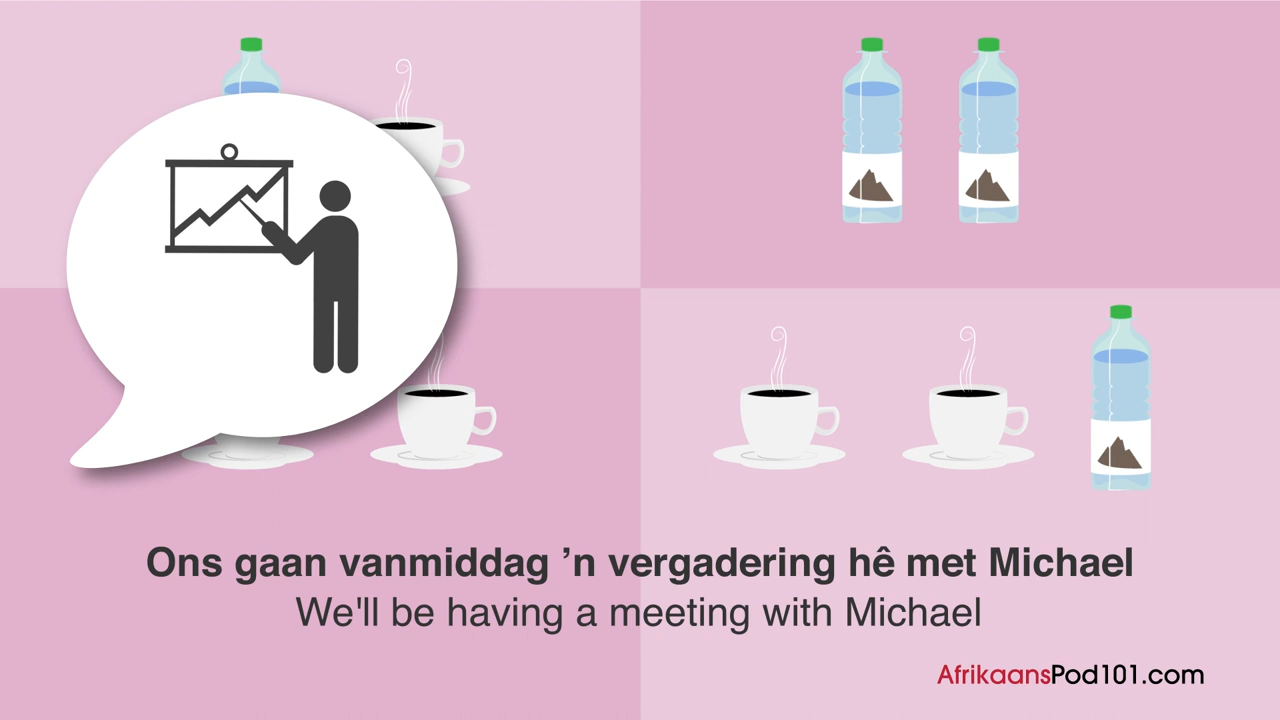 Ons gaan vanmiddag ’n vergadering hê met Michael
We'll be having a meeting with Michael
AfrikaansPod101.com